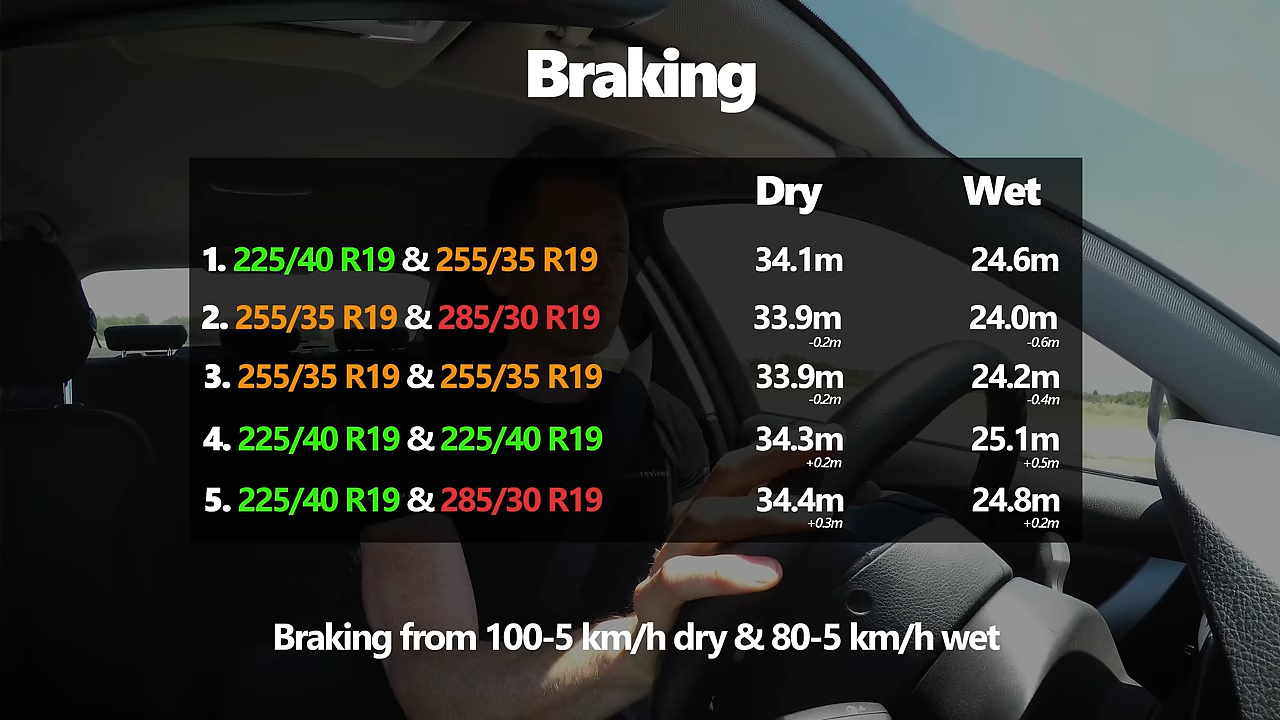 Braking
Dry Wet
1. 225/40 R19 & 255/35 R19 34.1m 24.6m
2. 255/35 R19 & 285/30 R19 33.9m 24.0m
-0.2m -0.6m
3. 255/35 R19 & 255/35 R19 33.9m 24.2m
-0.2m -0.4m
4. 225/40 R19 & 225/40 R19 34.3m 25.1m
+0.2m +0.5m
reviews
5. 225/40 R19 & 285/30 R19 34.4m 24.8m
+0.3m +0.2m
Braking from 100-5 km/h dry & 80-5 km/h wet